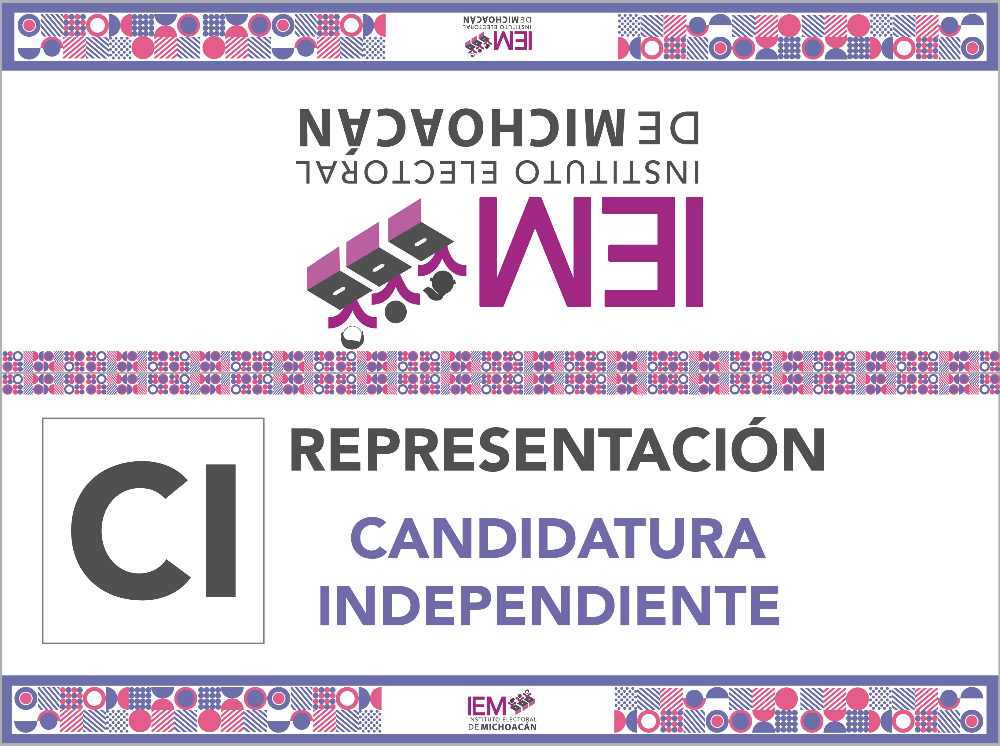 IEM
INSTITUTO ELECTORAL
DE MICHOACÁN
IEM
INSTITUTO ELECTORAL
DE MICHOACÁN
CI
REPRESENTACIÓN
CANDIDATURA
INDEPENDIENTE
IEM
INSTITUTO ELECTORAL
DE MICHOACÁN